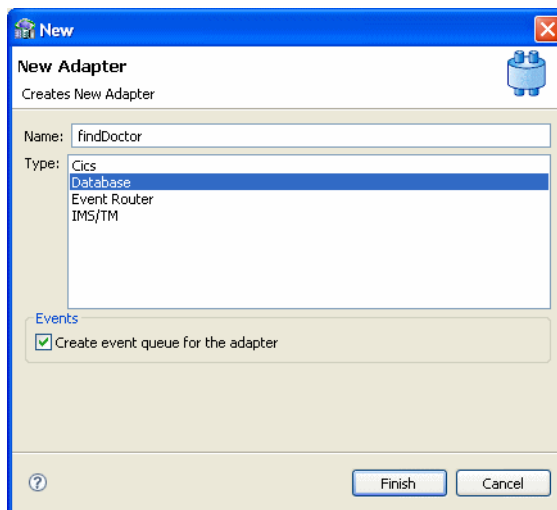 New
New Adapter
Creates New Adapter
Name: findDoctor
Type: Cics
Database
Event Router
IMS/TM
Events
Create event queue for the adapter
? Finish Cancel